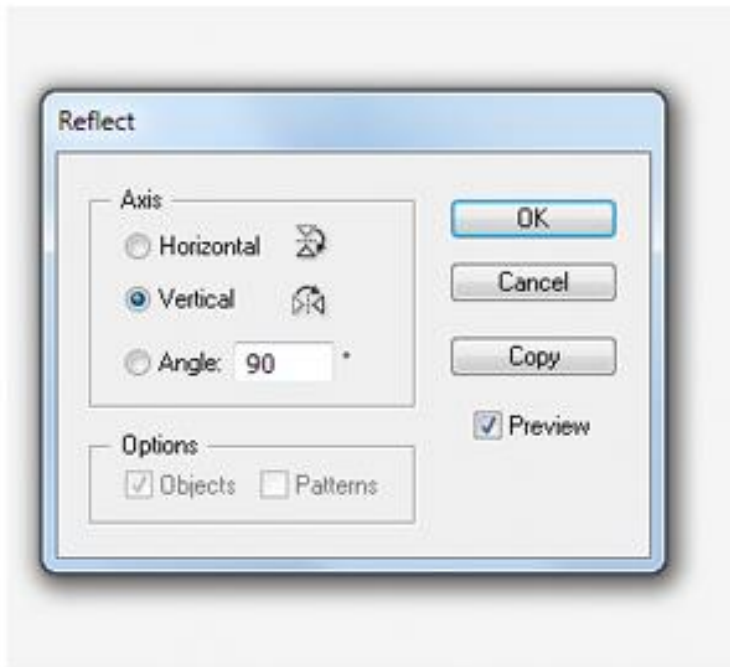 Reflect
Axis
Horizontal
Vertical
Angle: 90 °
OK
Cancel
Copy
Preview
Options
Objects Patterns